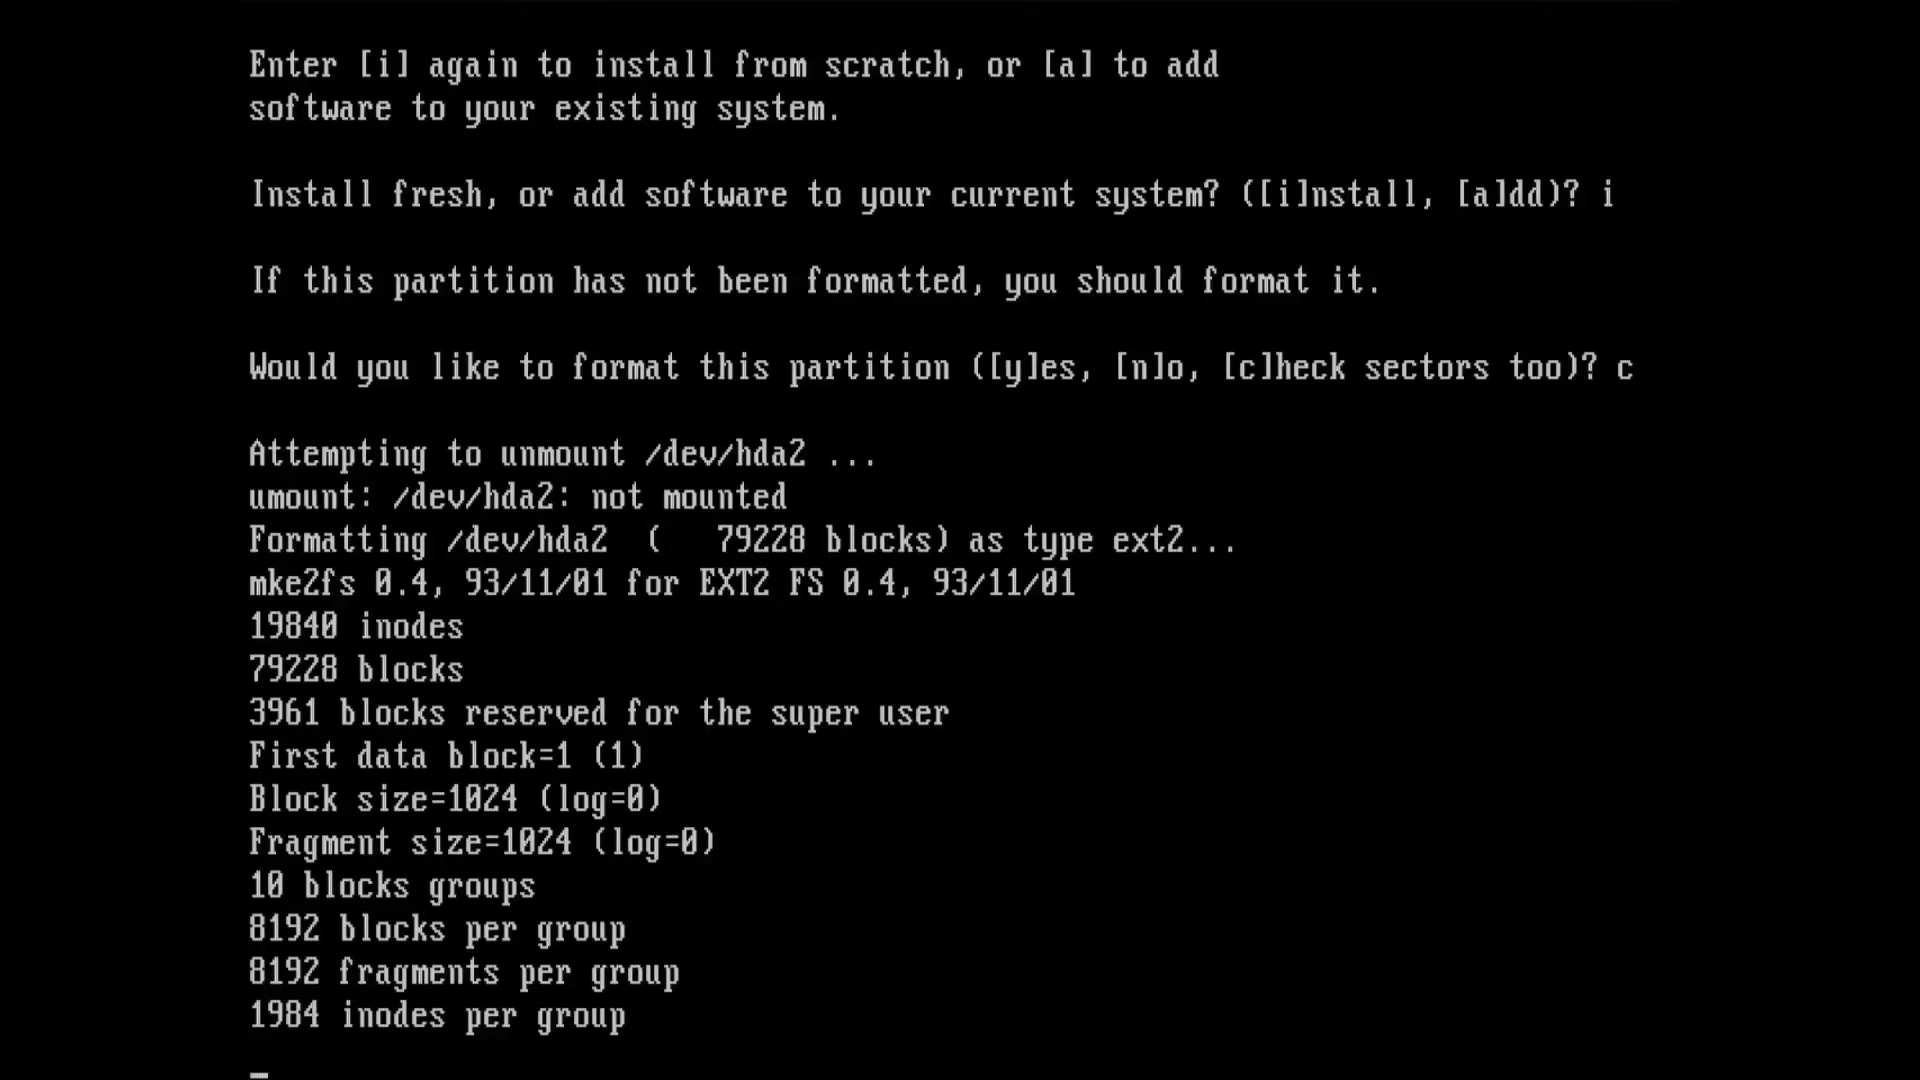 Enter [i] again to install from scratch, or [a] to add
software to your existing system.
Install fresh, or add software to your current system? ([i]nstall, [a]dd)? i
If this partition has not been formatted, you should format it.
Would you like to format this partition ([y]es, [n]o, [c]heck sectors too)? c
Attempting to unmount /dev/hda2 ...
umount: /dev/hda2: not mounted
Formatting /dev/hda2  (   79228 blocks) as type ext2...
mke2fs 0.4, 93/11/01 for EXT2 FS 0.4, 93/11/01
19840 inodes
79228 blocks
3961 blocks reserved for the super user
First data block=1 (1)
Block size=1024 (log=0)
Fragment size=1024 (log=0)
10 blocks groups
8192 blocks per group
8192 fragments per group
1984 inodes per group